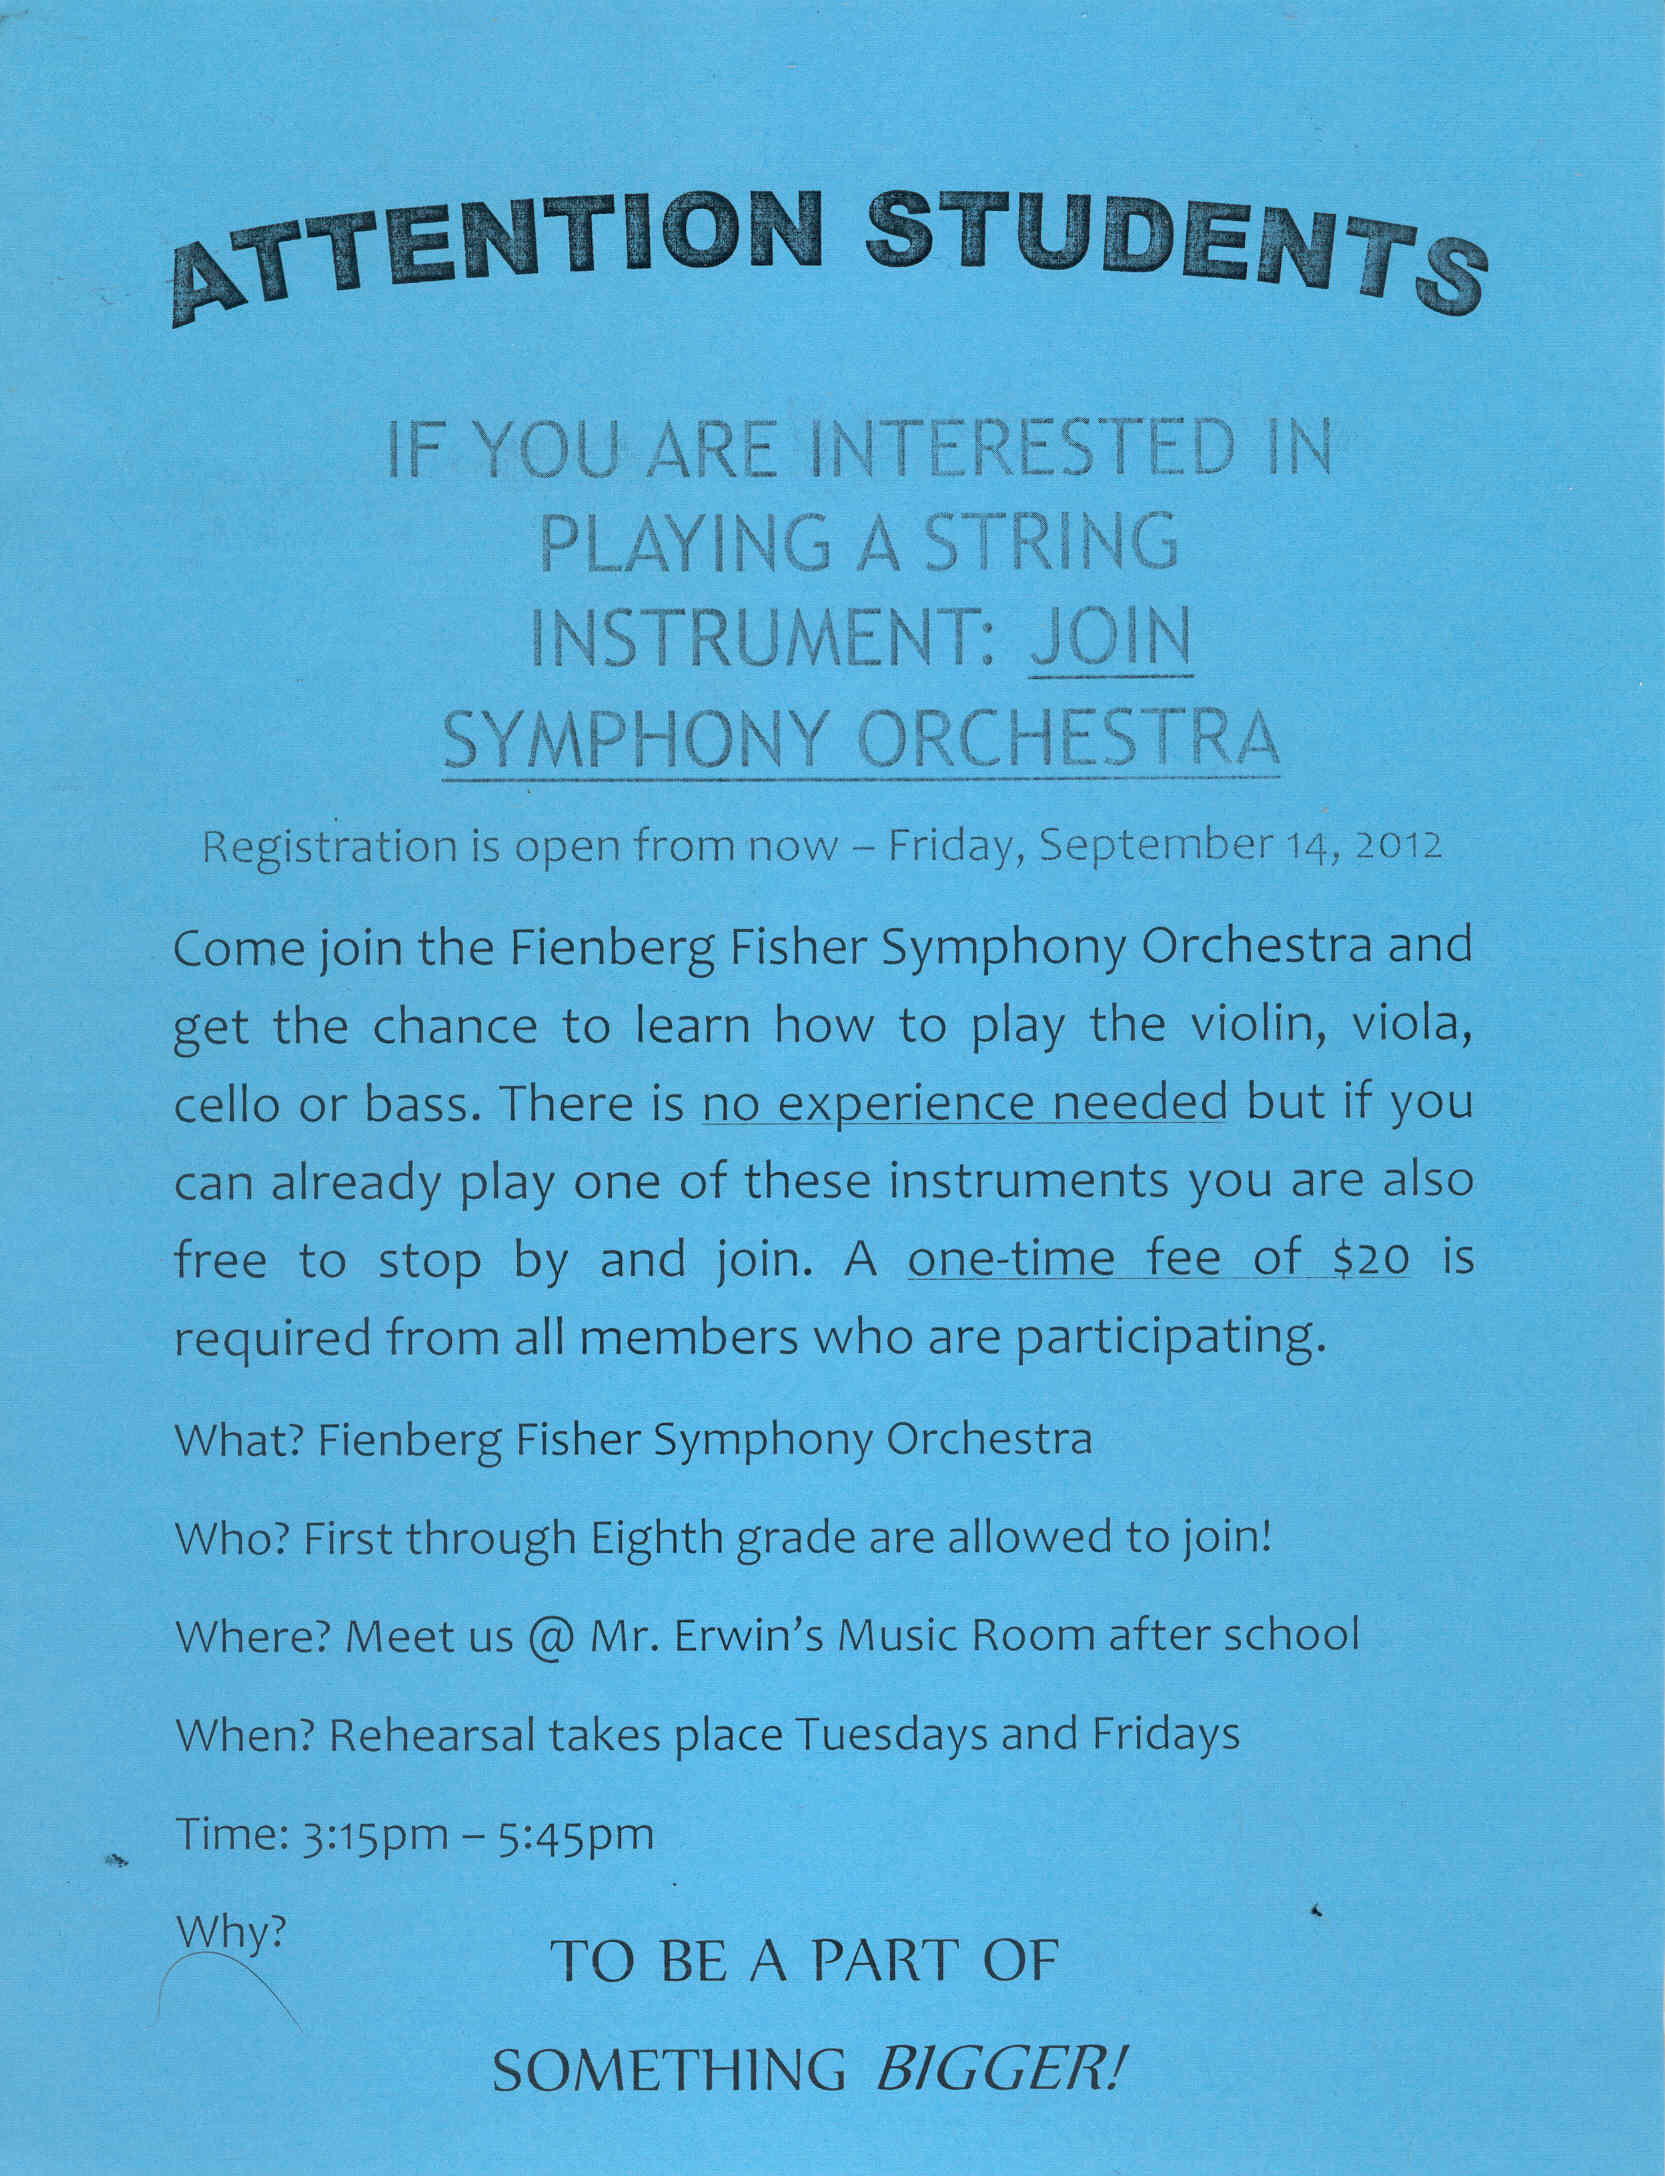 ATTENTION STUDENTS
IF YOU ARE INTERESTED IN
PLAYING A STRING
INSTRUMENT: JOIN
SYMPHONY ORCHESTRA
Registration is open from now – Friday, September 14, 2012
Come join the Fienberg Fisher Symphony Orchestra and
get the chance to learn how to play the violin, viola,
cello or bass. There is no experience needed but if you
can already play one of these instruments you are also
free to stop by and join. A one-time fee of $20 is
required from all members who are participating.
What? Fienberg Fisher Symphony Orchestra
Who? First through Eighth grade are allowed to join!
Where? Meet us @ Mr. Erwin's Music Room after school
When? Rehearsal takes place Tuesdays and Fridays
Time: 3:15pm – 5:45pm
Why?
TO BE A PART OF
SOMETHING BIGGER!